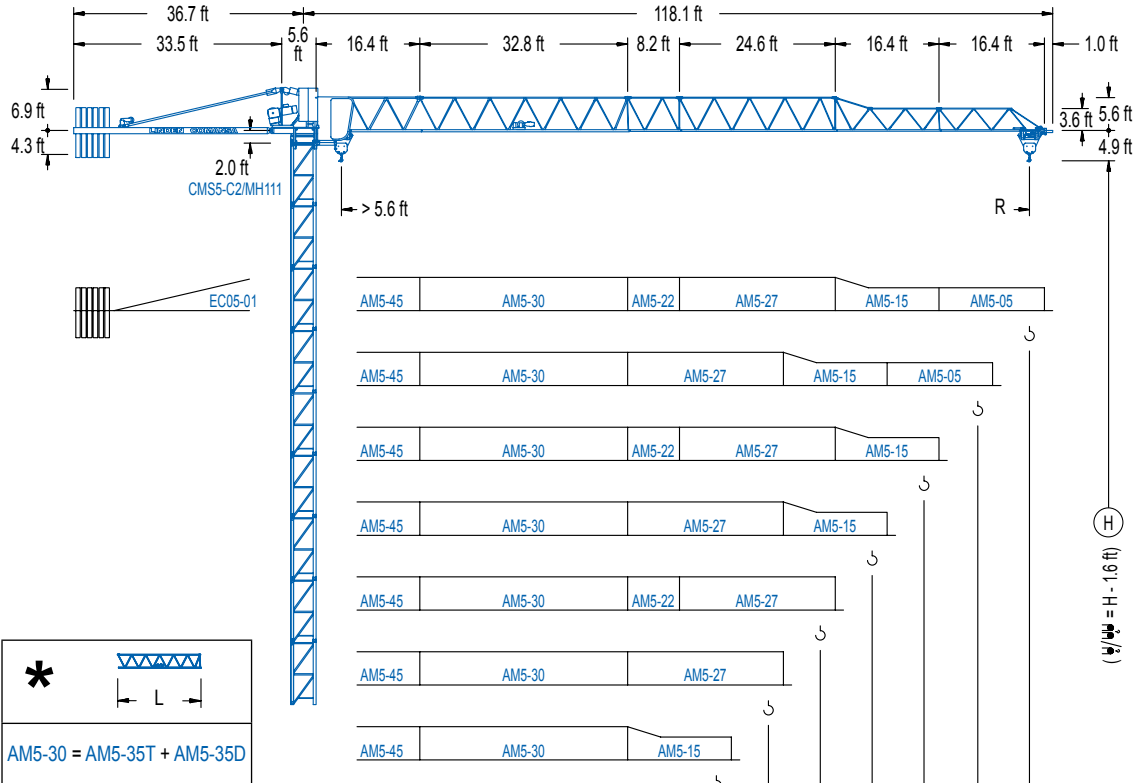 36.7 ft
118.1 ft
33.5 ft
5.6 ft
16.4 ft
32.8 ft
8.2 ft
24.6 ft
16.4 ft
16.4 ft
1.0 ft
6.9 ft
4.3 ft
LINDEN COMANSA
2.0 ft
CMS5-C2/MH111
3.6 ft
5.6 ft
4.9 ft
> 5.6 ft
R
EC05-01
AM5-45 AM5-30 AM5-22 AM5-27 AM5-15 AM5-05
AM5-45 AM5-30 AM5-27 AM5-15 AM5-05
AM5-45 AM5-30 AM5-22 AM5-27 AM5-15
AM5-45 AM5-30 AM5-27 AM5-15
AM5-45 AM5-30 AM5-22 AM5-27
AM5-45 AM5-30 AM5-27
AM5-45 AM5-30 AM5-15
H
( / = H - 1.6 ft)
*
L
AM5-30 = AM5-35T + AM5-35D